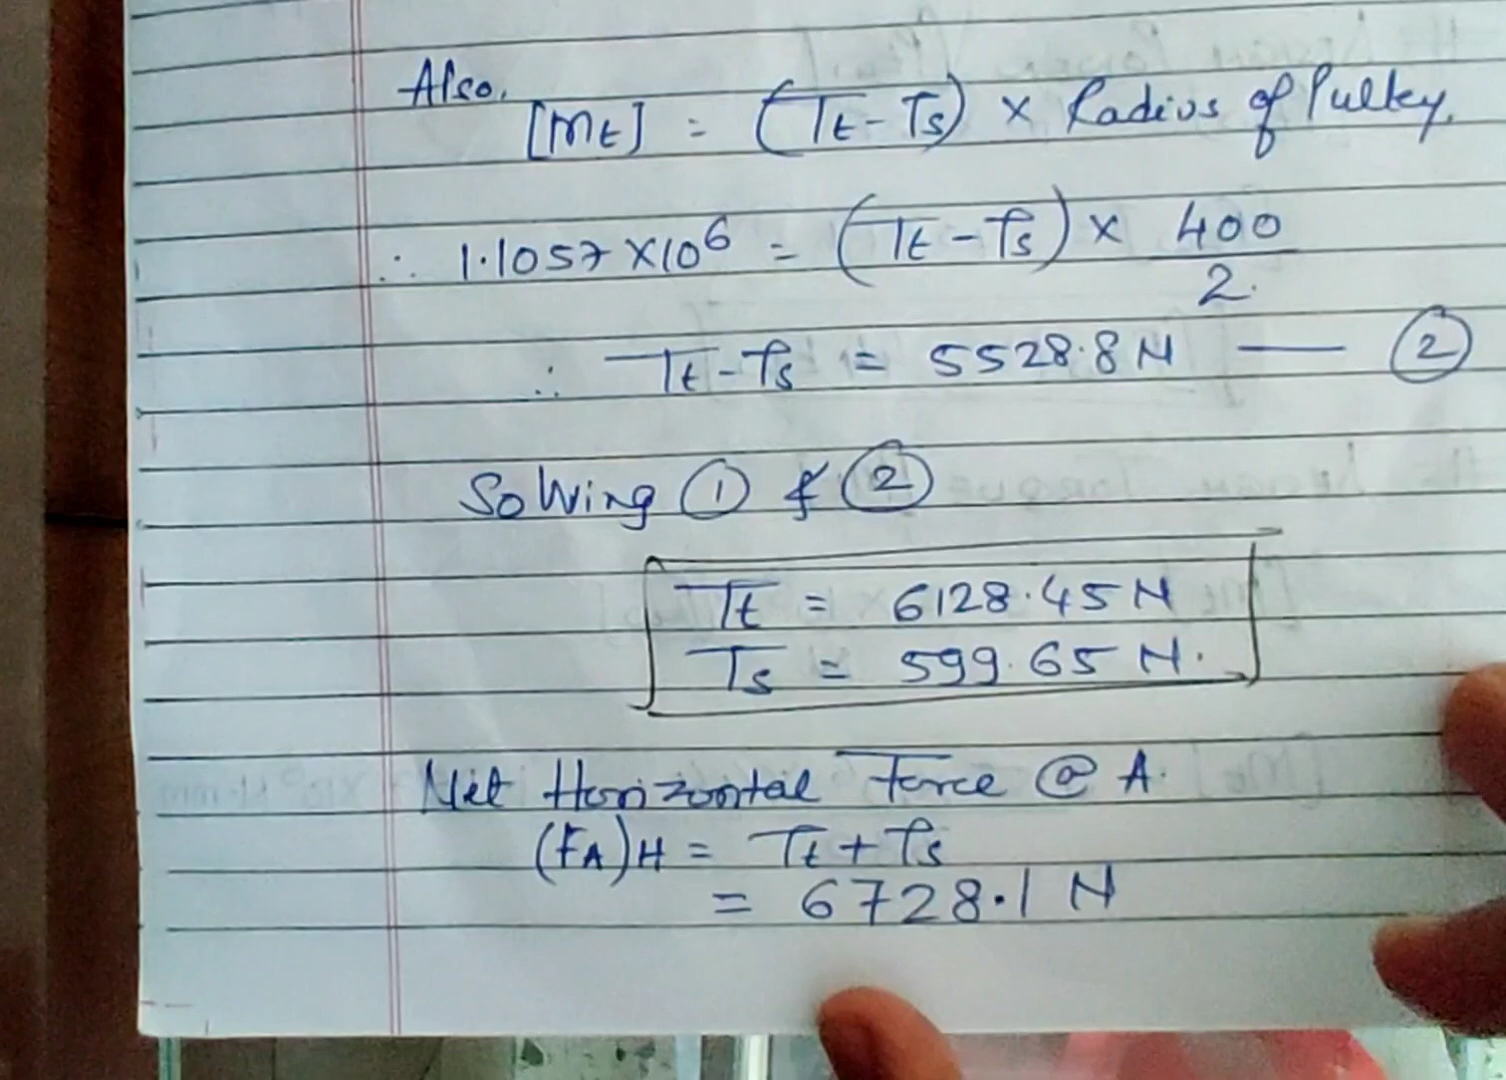 Also,
[Mt] = (Tt - Ts) x Radius of Pulley.
∴ 1.1057 x 10^6 = (Tt - Ts) x 400/2.
∴ Tt - Ts = 5528.8 N — ②
Solving ① & ②
Tt = 6128.45 N
Ts = 599.65 N.
Net Horizontal Force @ A.
(FA)H = Tt + Ts
= 6728.1 N